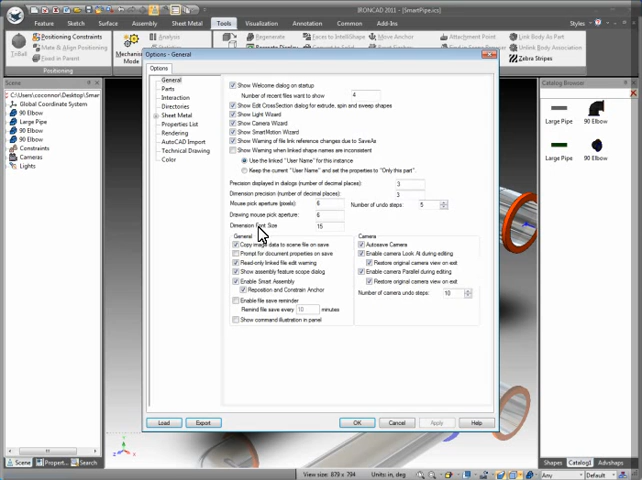 IRONCAD 2011 - [SmartPipe.ics]
Feature Sketch Surface Assembly Sheet Metal Tools Visualization Annotation Common Add-Ins Styles
TriBall
Positioning Constraints
Mate & Align Positioning
Fixed in Parent
Positioning
Mechanism Mode
Analysis
Statistics
Faces to IntelliShape
Move Anchor
Attachment Point
Link Body As Part
Unlink Body Association
Zebra Stripes
Scene
C:\Users\coconnor\Desktop\Smar
Global Coordinate System
90 Elbow
Large Pipe
90 Elbow
90 Elbow
Constraints
Cameras
Lights
Scene Propert... Search
Options - General
Options
General
Parts
Interaction
Directories
Sheet Metal
Properties List
Rendering
AutoCAD Import
Technical Drawing
Color
Show Welcome dialog on startup
Number of recent files want to show 4
Show Edit CrossSection dialog for extrude, spin and sweep shapes
Show Light Wizard
Show Camera Wizard
Show SmartMotion Wizard
Show Warning of file link reference changes due to SaveAs
Show Warning when linked shape names are inconsistent
Use the linked "User Name" for this instance
Keep the current "User Name" and set the properties to "Only this part".
Precision displayed in dialogs (number of decimal places) 3
Dimension precision (number of decimal places): 3
Mouse pick aperture (pixels): 6 Number of undo steps: 5
Drawing mouse pick aperture: 6
Dimension Font Size 15
General
Copy image data to scene file on save
Prompt for document properties on save
Read-only linked file edit warning
Show assembly feature scope dialog
Enable Smart Assembly
Reposition and Constrain Anchor
Enable file save reminder
Remind file save every 10 minutes
Show command illustration in panel
Camera
Autosave Camera
Enable camera Look At during editing
Restore original camera view on exit
Enable camera Parallel during editing
Restore original camera view on exit
Number of camera undo steps: 10
Load Export OK Cancel Apply Help
Catalog Browser
Large Pipe 90 Elbow
Large Pipe 90 Elbow
Shapes Catalog1 Anima
View size: 879 x 794 Units: in, deg Any Default